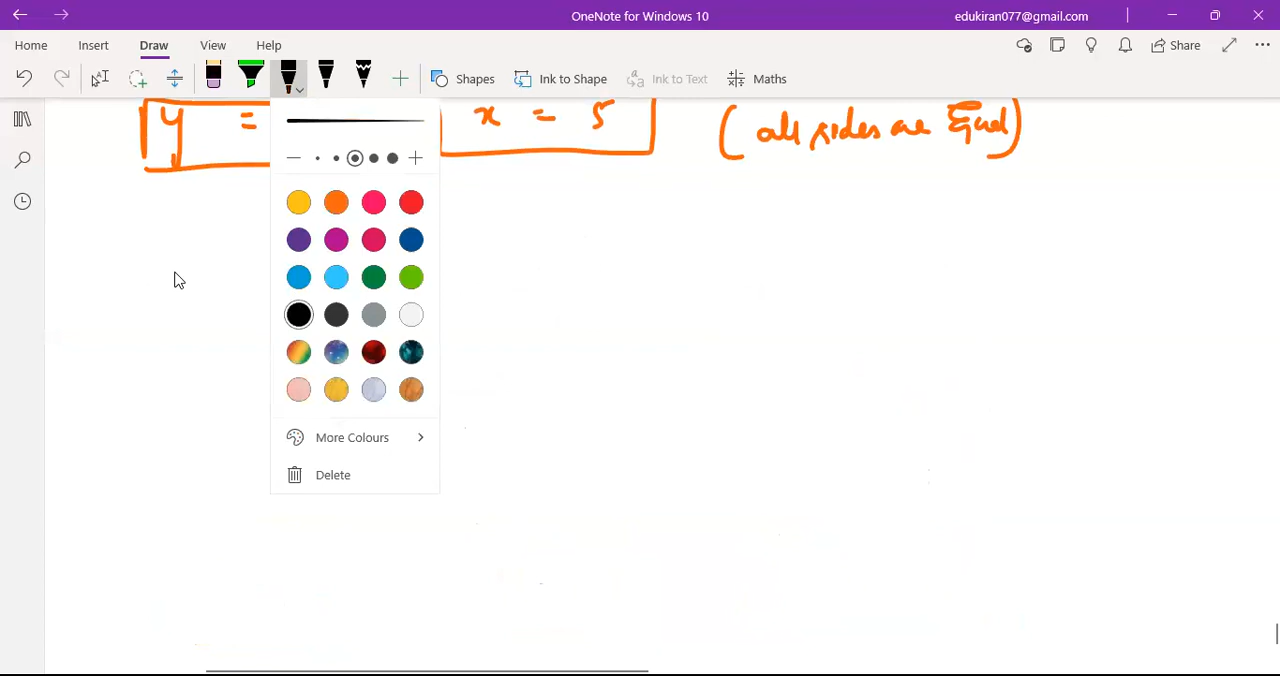 OneNote for Windows 10
edukiran077@gmail.com
Home Insert Draw View Help Share
Shapes Ink to Shape Ink to Text Maths
y = x = 5 (all sides are Equal)
More Colours
Delete